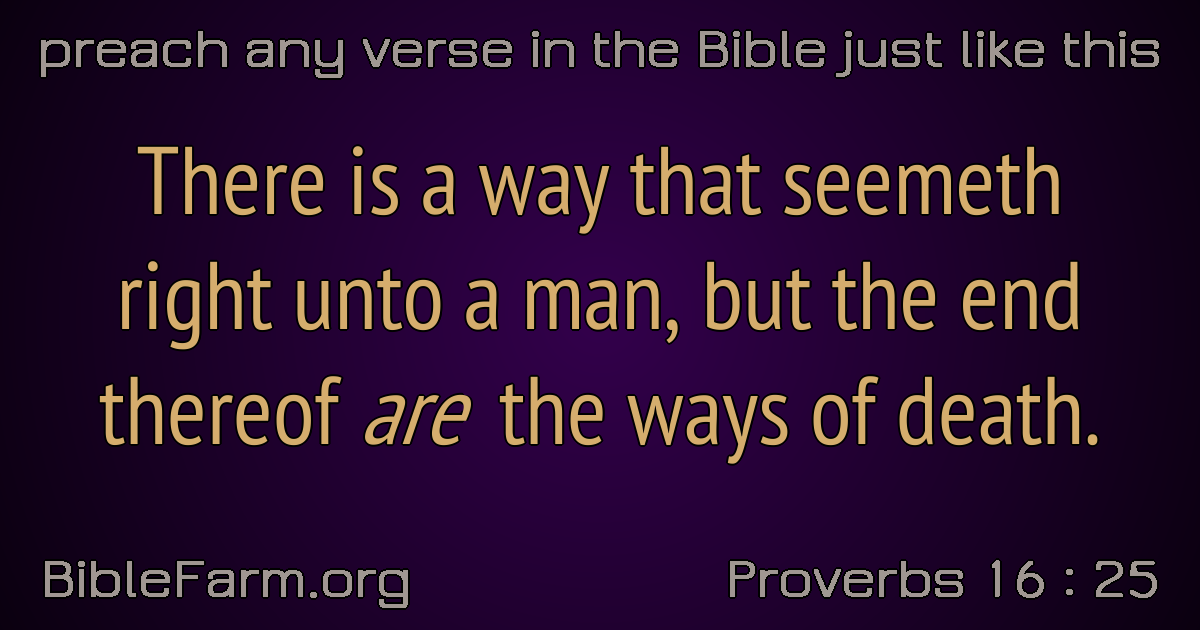 preach any verse in the Bible just like this
There is a way that seemeth
right unto a man, but the end
thereof are the ways of death.
BibleFarm.org
Proverbs 16 : 25